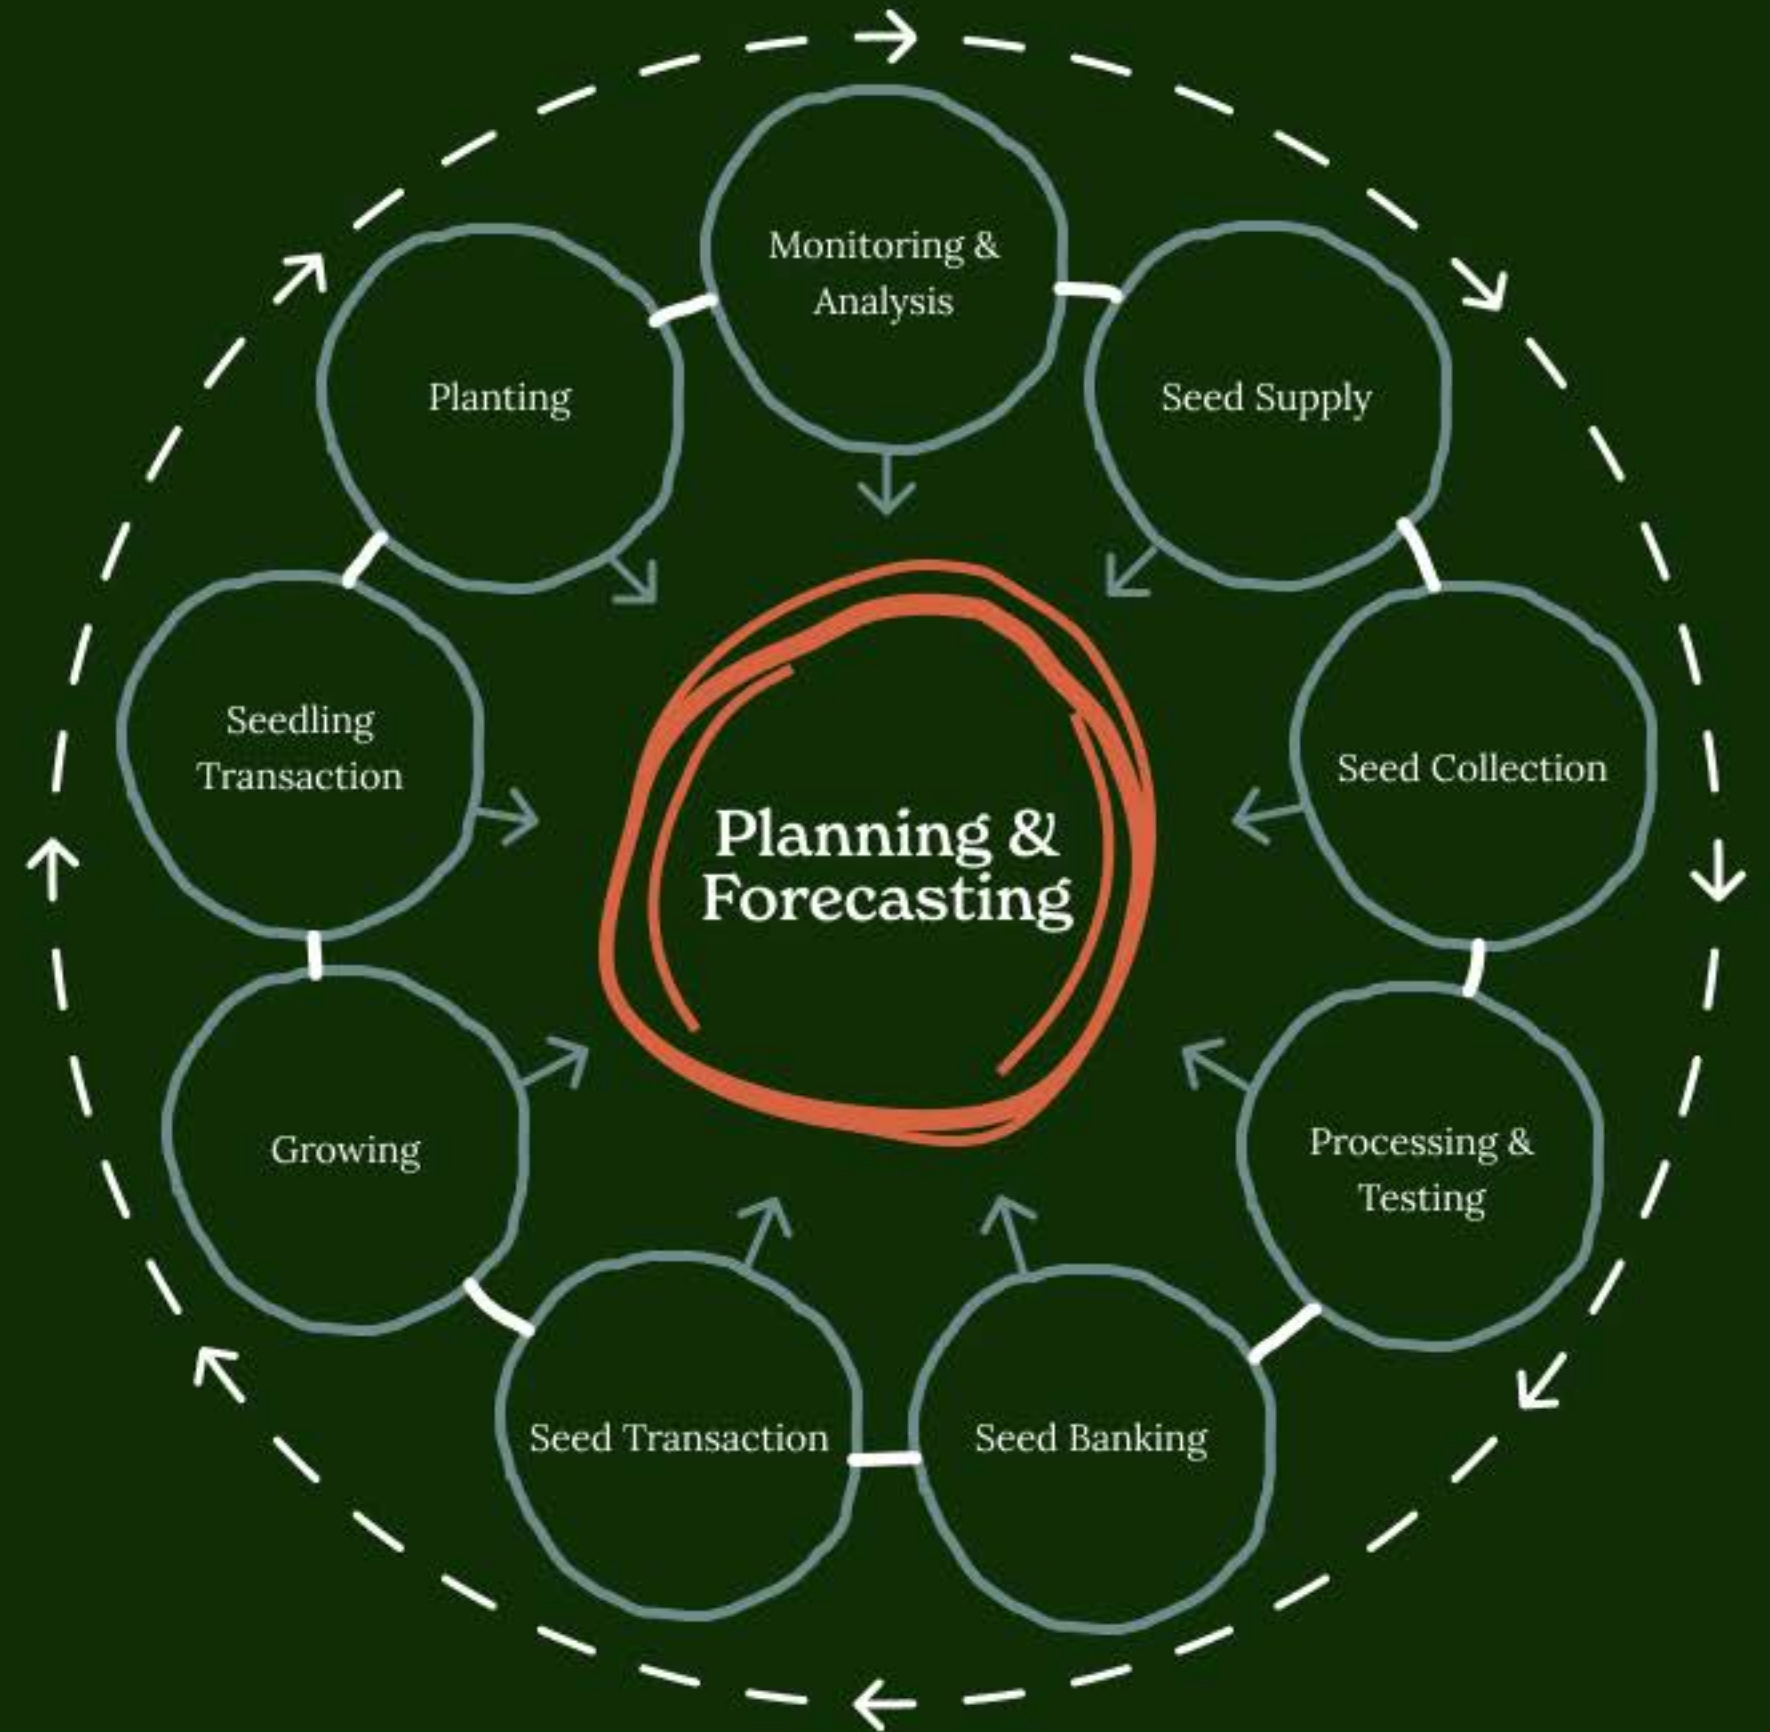 Monitoring &
Analysis
Seed Supply
Seed Collection
Processing &
Testing
Seed Banking
Seed Transaction
Growing
Seedling
Transaction
Planting
Planning &
Forecasting